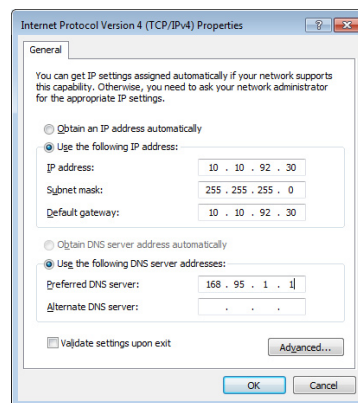 Internet Protocol Version 4 (TCP/IPv4) Properties
General
You can get IP settings assigned automatically if your network supports
this capability. Otherwise, you need to ask your network administrator
for the appropriate IP settings.
Obtain an IP address automatically
Use the following IP address:
IP address: 10 . 10 . 92 . 30
Subnet mask: 255 . 255 . 255 . 0
Default gateway: 10 . 10 . 92 . 30
Obtain DNS server address automatically
Use the following DNS server addresses:
Preferred DNS server: 168 . 95 . 1 . 1
Alternate DNS server: . . .
Validate settings upon exit
Advanced...
OK Cancel